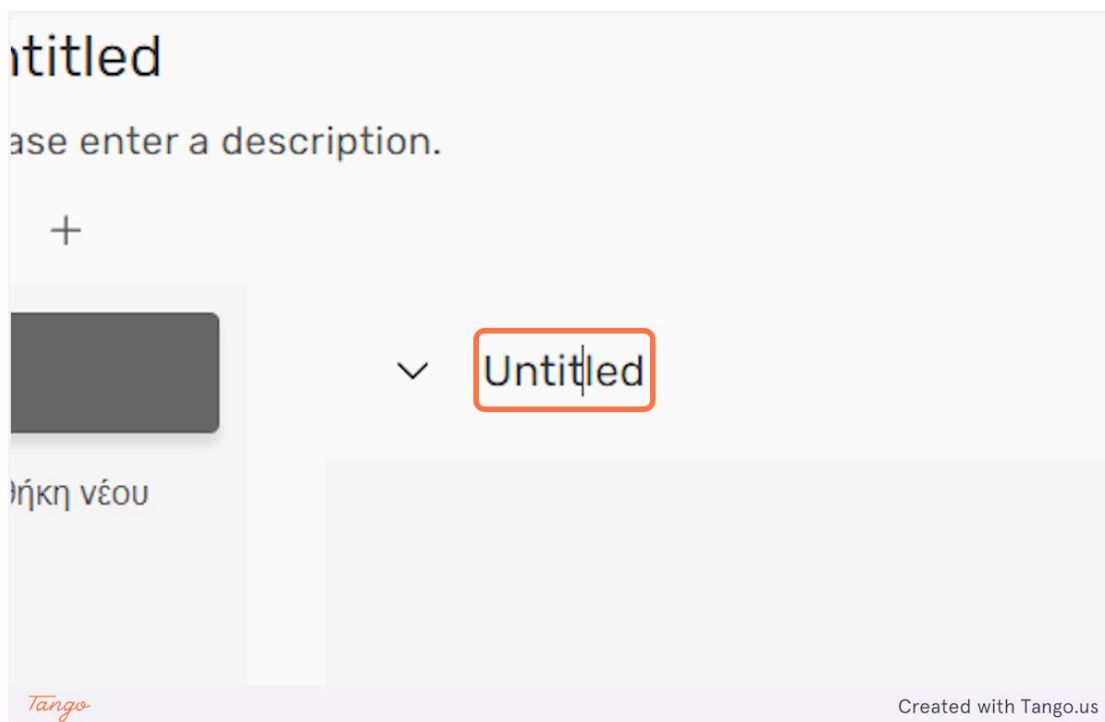 ntitled
ase enter a description.
+
Untitled
θήκη νέου
Tango
Created with Tango.us